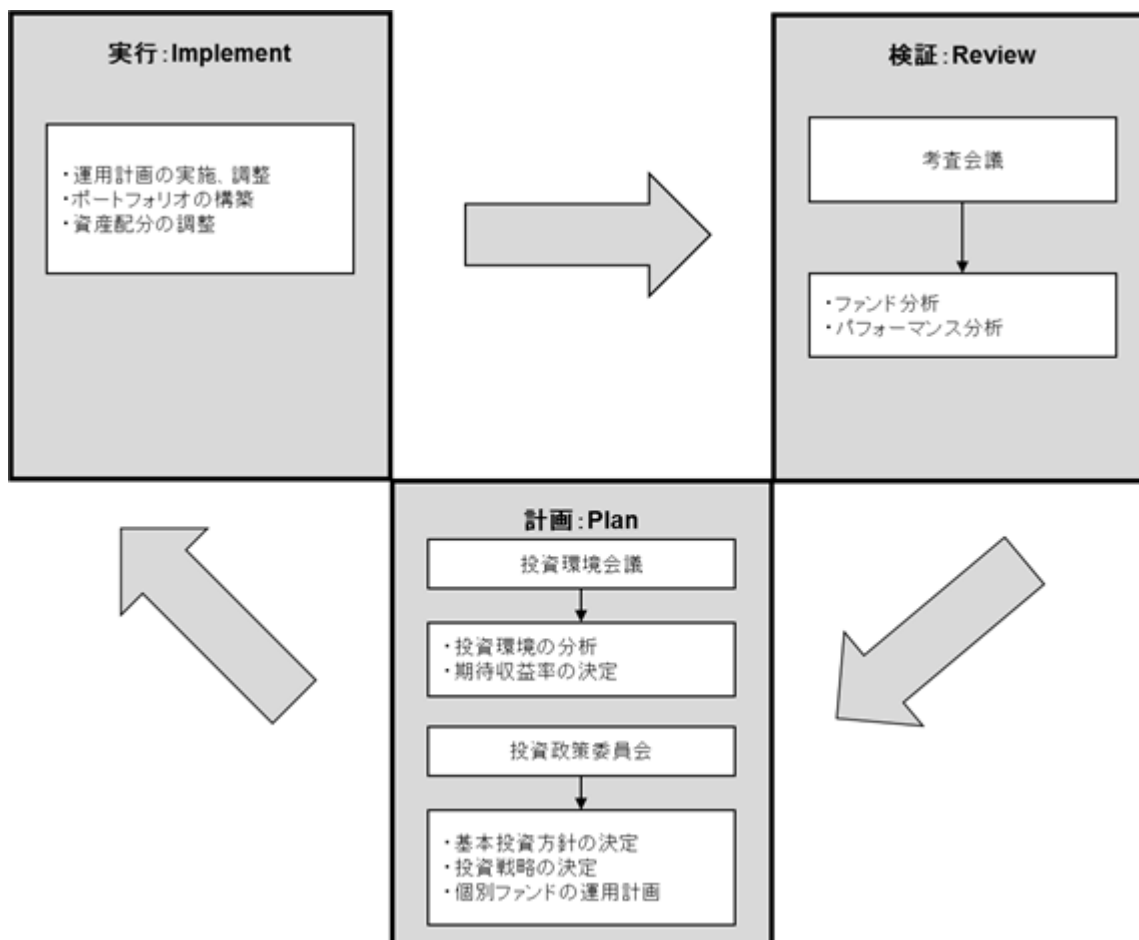 実行:Implement
・運用計画の実施、調整
・ポートフォリオの構築
・資産配分の調整
検証:Review
考査会議
・ファンド分析
・パフォーマンス分析
計画:Plan
投資環境会議
・投資環境の分析
・期待収益率の決定
投資政策委員会
・基本投資方針の決定
・投資戦略の決定
・個別ファンドの運用計画